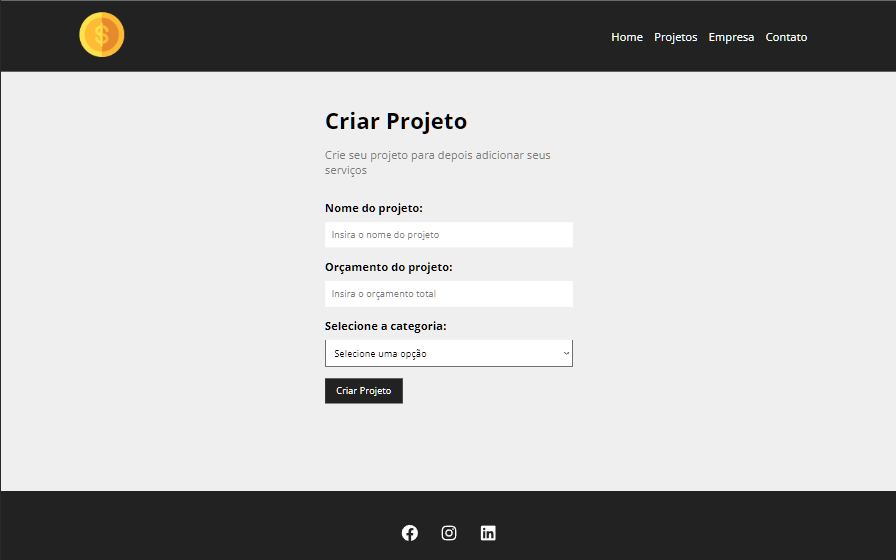 $
Home Projetos Empresa Contato
Criar Projeto
Crie seu projeto para depois adicionar seus
serviços
Nome do projeto:
Insira o nome do projeto
Orçamento do projeto:
Insira o orçamento total
Selecione a categoria:
Selecione uma opção
Criar Projeto